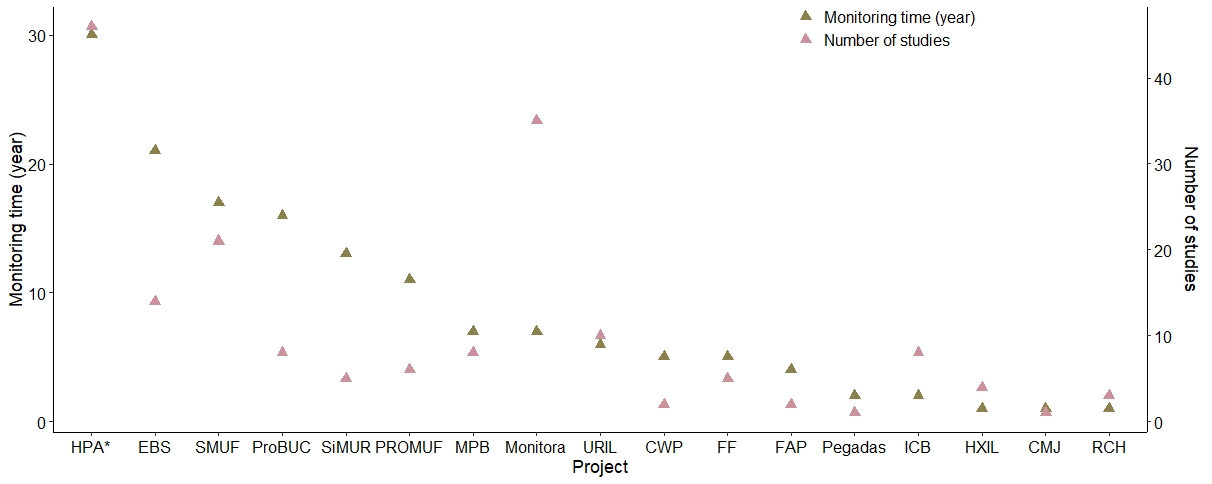 Monitoring time (year)
Number of studies
30
20
10
0
Monitoring time (year)
40
30
20
10
0
Number of studies
HPA* EBS SMUF ProBUC SiMUR PROMUF MPB Monitora URIL CWP FF FAP Pegadas ICB HXIL CMJ RCH
Project